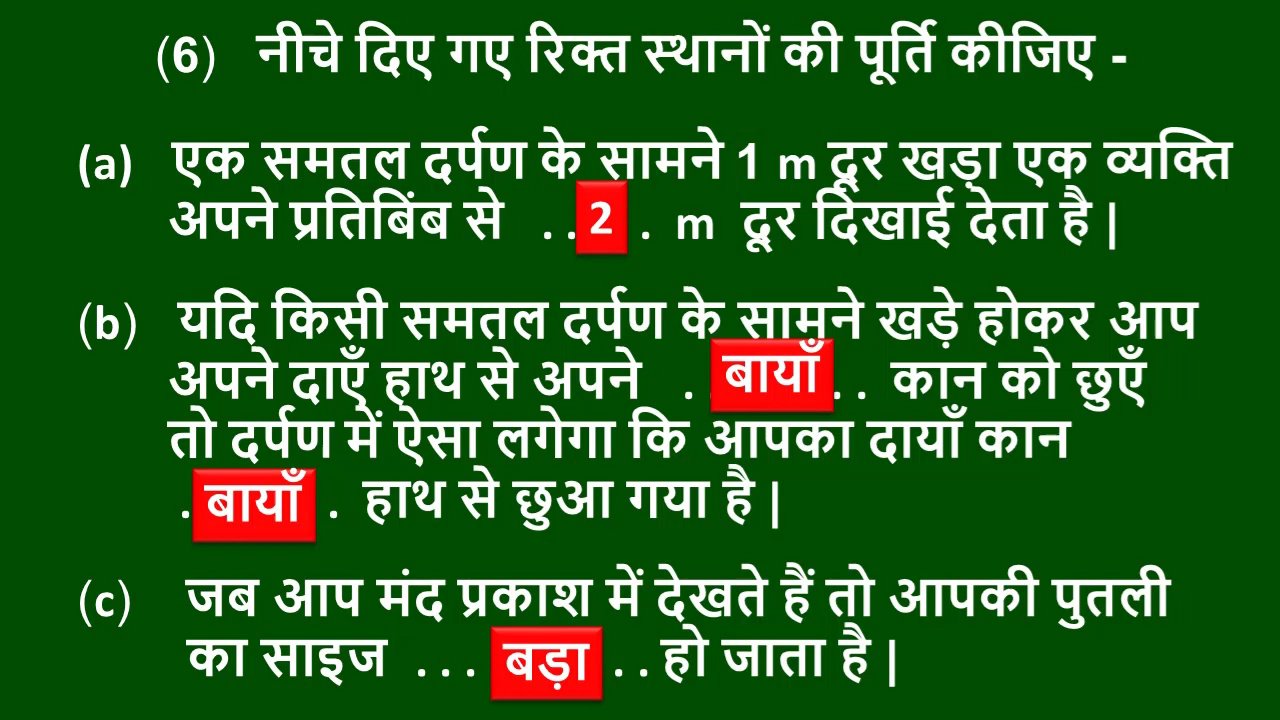 (6) नीचे दिए गए रिक्त स्थानों की पूर्ति कीजिए -
(a) एक समतल दर्पण के सामने 1 m दूर खड़ा एक व्यक्ति
अपने प्रतिबिंब से . . 2 . m दूर दिखाई देता है |
(b) यदि किसी समतल दर्पण के सामने खड़े होकर आप
अपने दाएँ हाथ से अपने . बायाँ . . कान को छुएँ
तो दर्पण में ऐसा लगेगा कि आपका दायाँ कान
. बायाँ . हाथ से छुआ गया है |
(c) जब आप मंद प्रकाश में देखते हैं तो आपकी पुतली
का साइज . . . बड़ा . . हो जाता है |